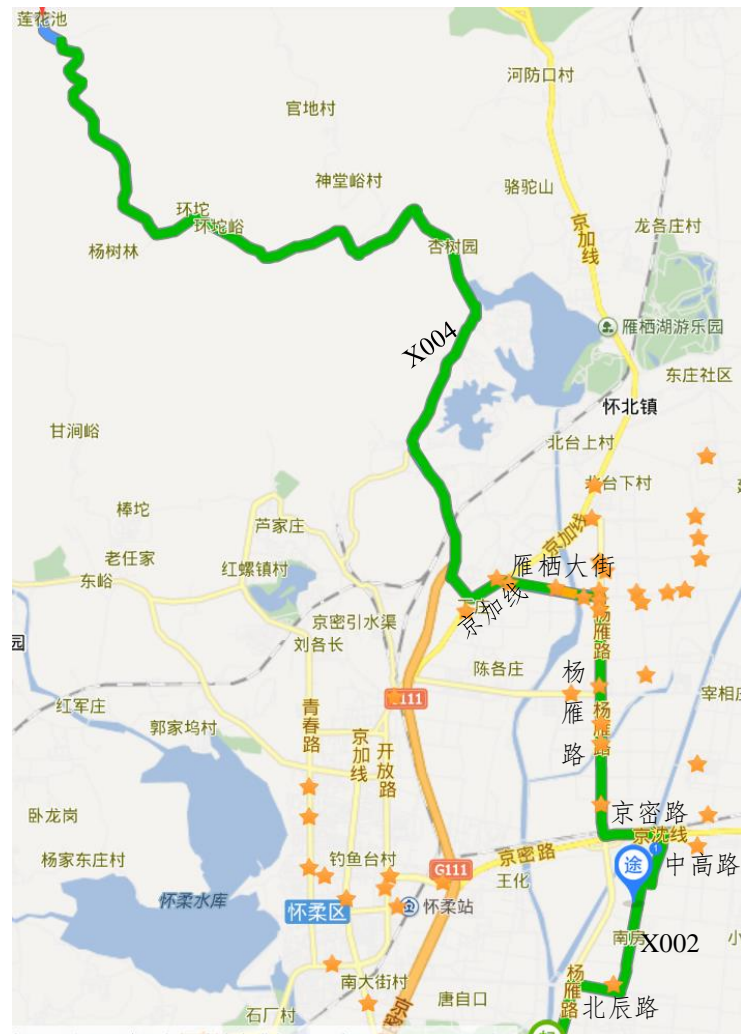 莲花池
河防口村
官地村
神堂峪村
骆驼山
环坨
环坨峪
京加线
龙各庄村
杨树林
杏树园
X004
雁栖湖游乐园
东庄社区
怀北镇
甘涧峪
北台上村
北台下村
棒坨
芦家庄
京加线
老任家
东峪
红螺镇村
雁栖大街
京加线
园
京密引水渠
刘各长
杨雁路
陈各庄
杨雁路
宰相庄
G111
红军庄
青春路
郭家坞村
京加线
开放路
杨雁路
卧龙岗
京密路
京沈线
杨家东庄村
钓鱼台村
京密路
G111
王化
途
中高路
怀柔水库
怀柔区
怀柔站
南房
X002
小
南大街村
杨雁路
北辰路
唐自口
石厂村
京